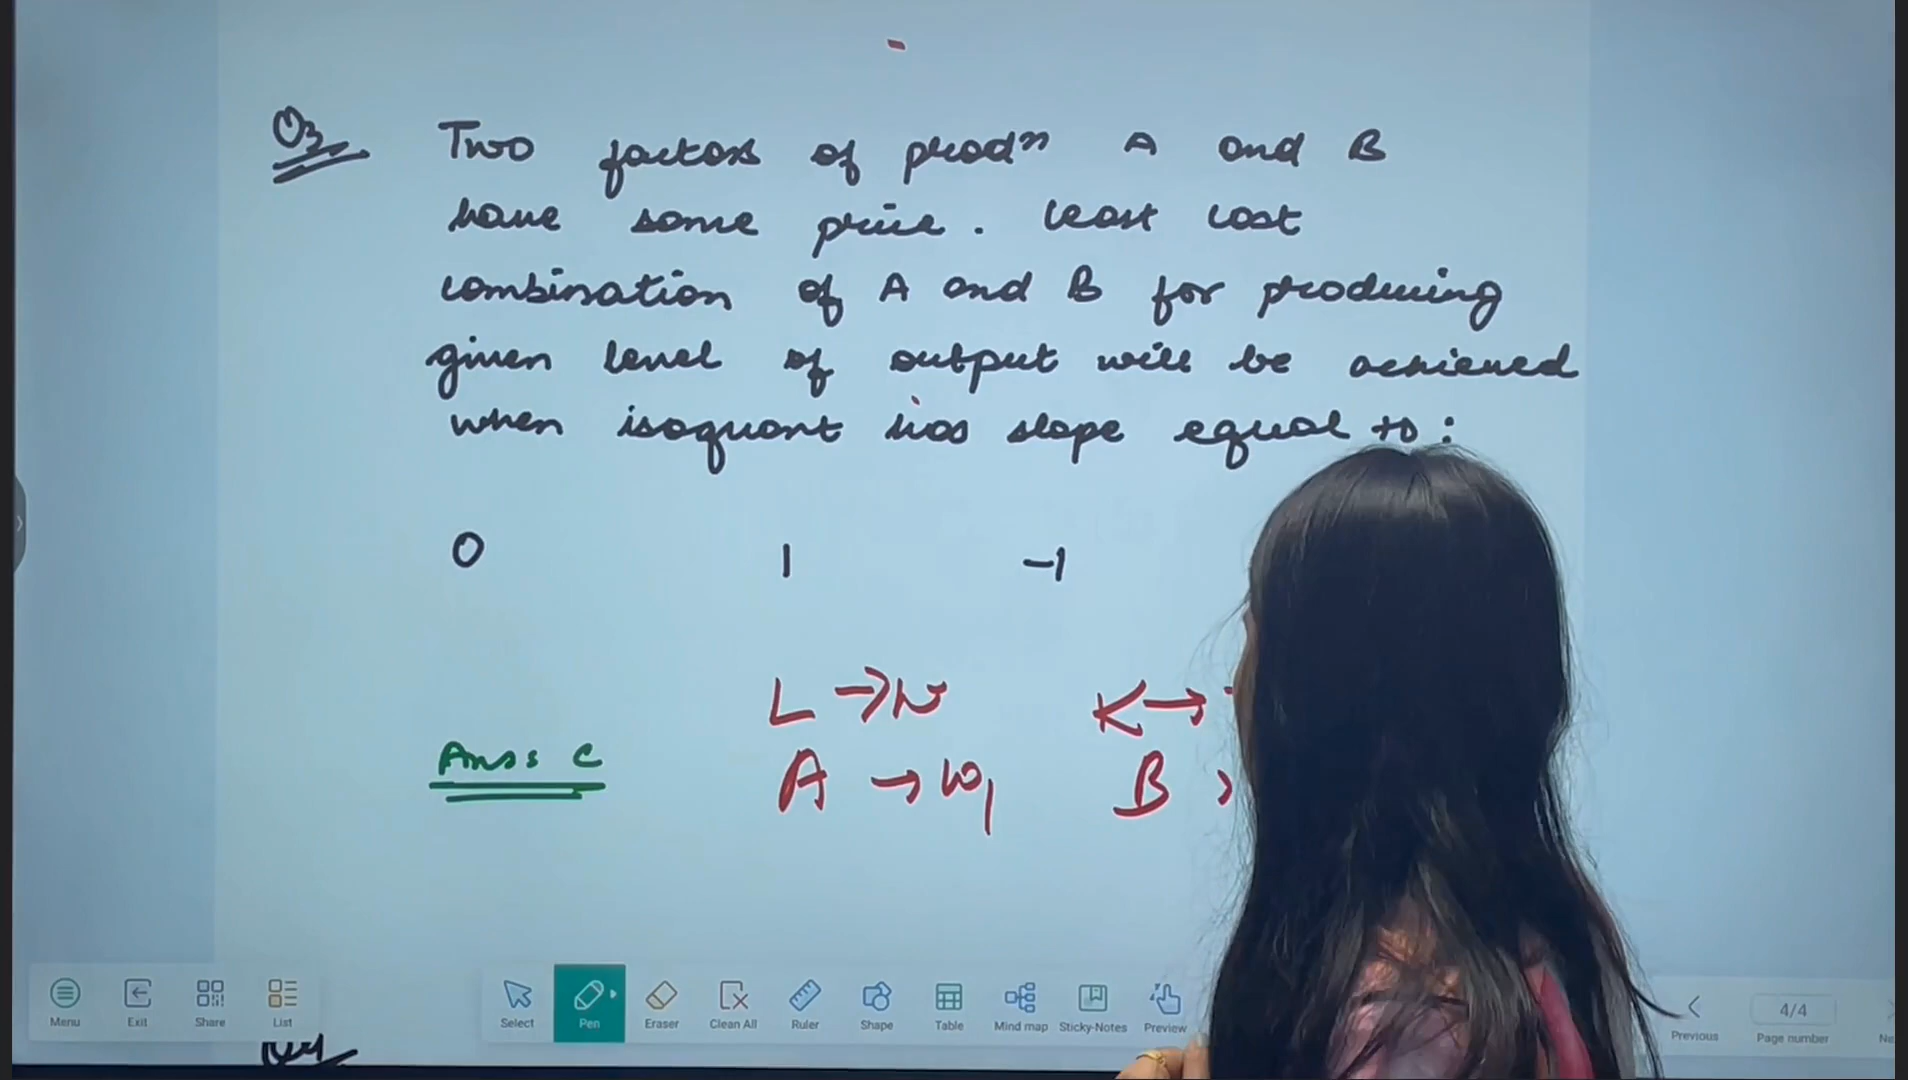 Q3 Two factors of prodn A and B
have same price. Least cost
combination of A and B for producing
given level of output will be achieved
when isoquant has slope equal to:
0 1 -1
L → w K →
Ans: C A → w1 B
Menu Exit Share List Select Pen Eraser Clean All Ruler Shape Table Mind map Sticky-Notes Preview Previous 4/4 Page number